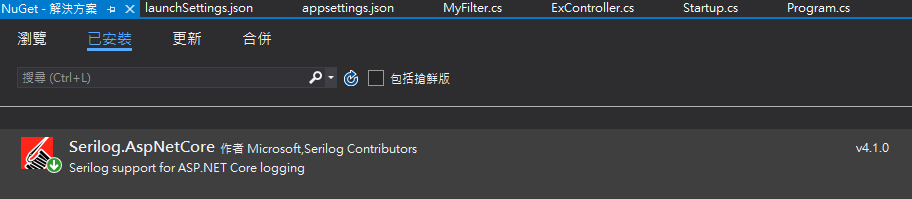 NuGet - 解決方案 launchSettings.json appsettings.json MyFilter.cs ExController.cs Startup.cs Program.cs
瀏覽 已安裝 更新 合併
搜尋 (Ctrl+L) 包括搶鮮版
Serilog.AspNetCore 作者 Microsoft,Serilog Contributors v4.1.0
Serilog support for ASP.NET Core logging